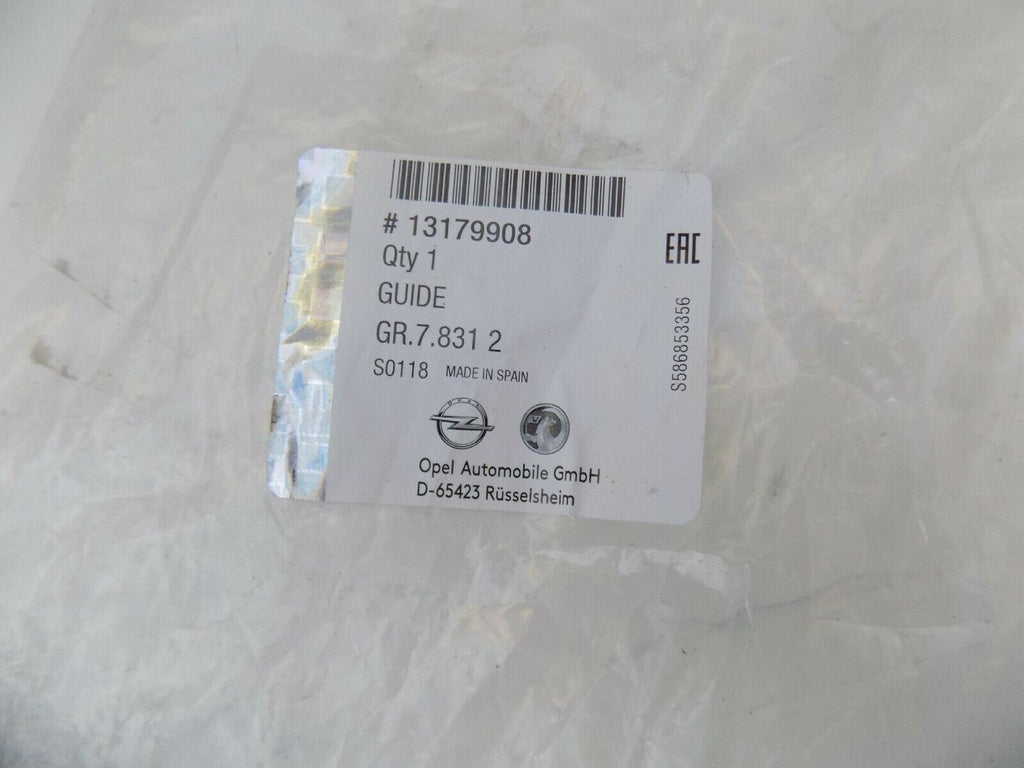 # 13179908
Qty 1
GUIDE
GR.7.831 2
S0118 MADE IN SPAIN
OPEL
Opel Automobile GmbH
D-65423 Rüsselsheim
EAC
S586853356